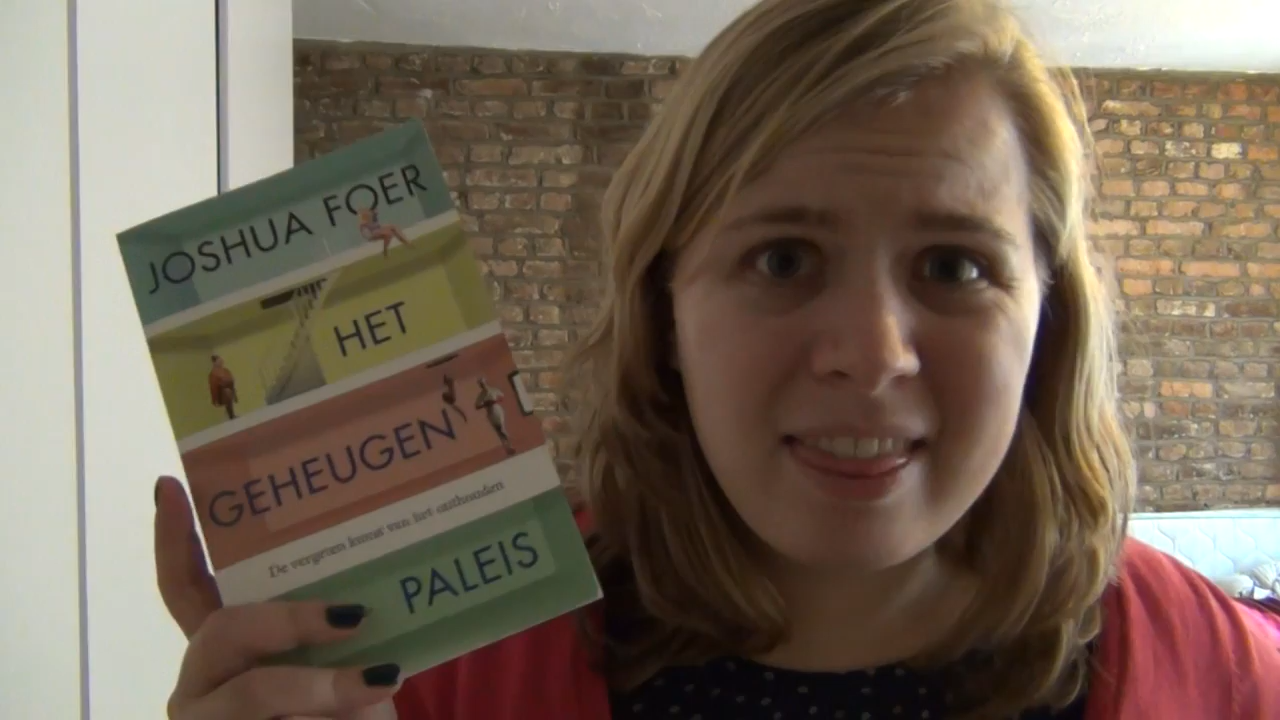 JOSHUA FOER
HET
GEHEUGEN
De vergeten kunst van het onthouden
PALEIS